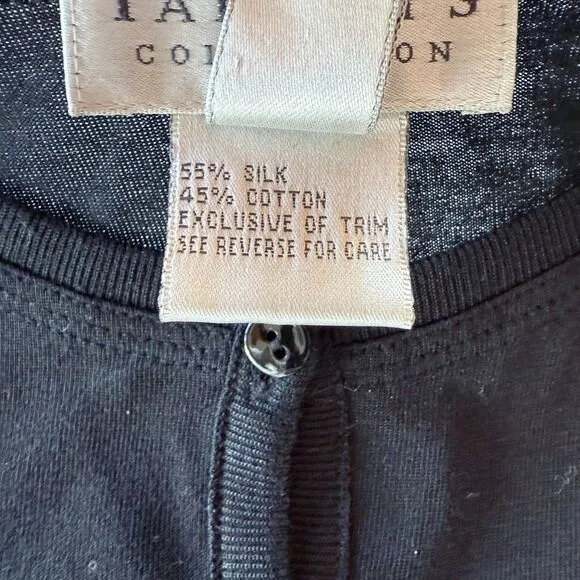 55% SILK
45% COTTON
EXCLUSIVE OF TRIM
SEE REVERSE FOR CARE